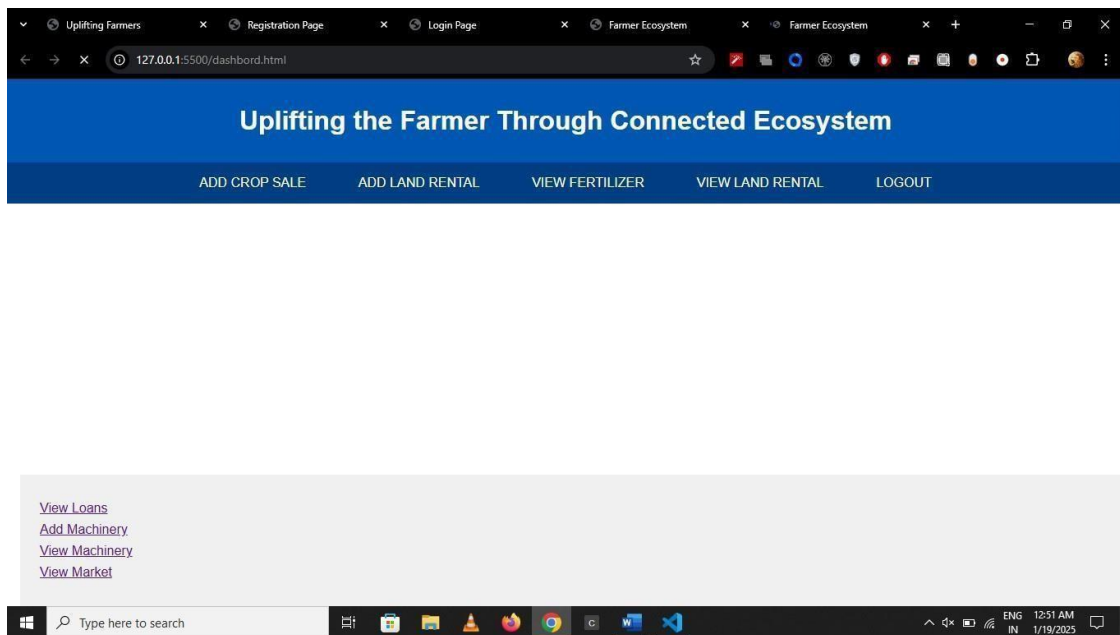 Uplifting Farmers
Registration Page
Login Page
Farmer Ecosystem
Farmer Ecosystem
127.0.0.1:5500/dashbord.html
Uplifting the Farmer Through Connected Ecosystem
ADD CROP SALE ADD LAND RENTAL VIEW FERTILIZER VIEW LAND RENTAL LOGOUT
View Loans
Add Machinery
View Machinery
View Market
Type here to search
C
W
ENG
IN
12:51 AM
1/19/2025